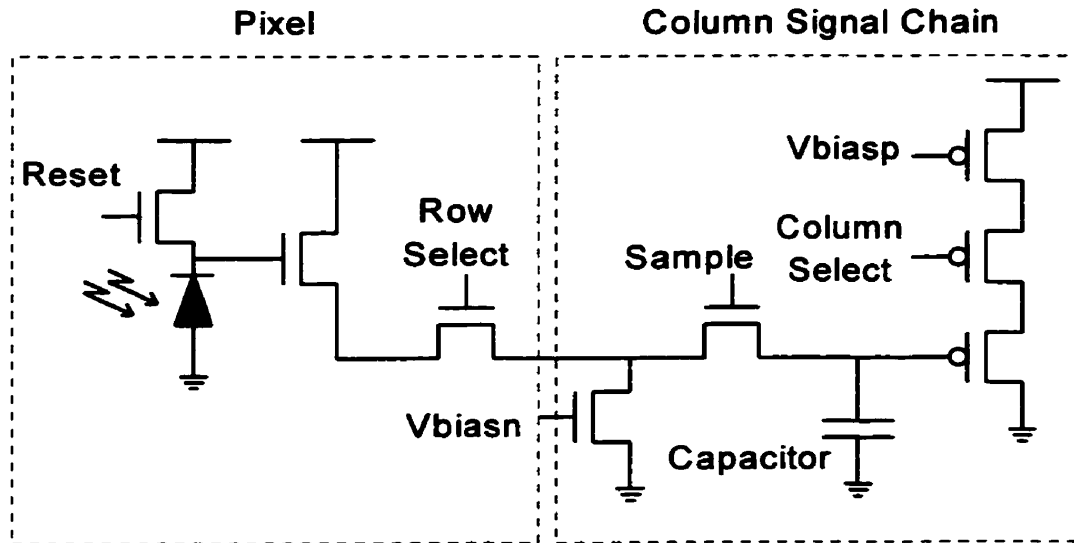 Pixel
Column Signal Chain
Reset
Row
Select
Sample
Vbiasp
Column
Select
Vbiasn
Capacitor